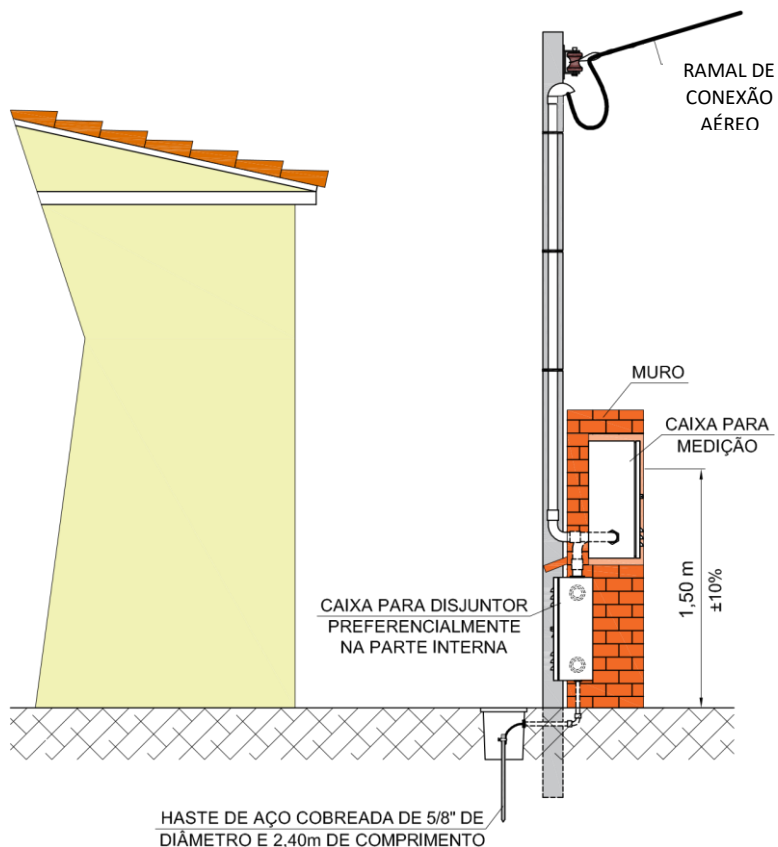 RAMAL DE
CONEXÃO
AÉREO
MURO
CAIXA PARA
MEDIÇÃO
1,50 m
±10%
CAIXA PARA DISJUNTOR
PREFERENCIALMENTE
NA PARTE INTERNA
HASTE DE AÇO COBREADA DE 5/8" DE
DIÂMETRO E 2,40m DE COMPRIMENTO